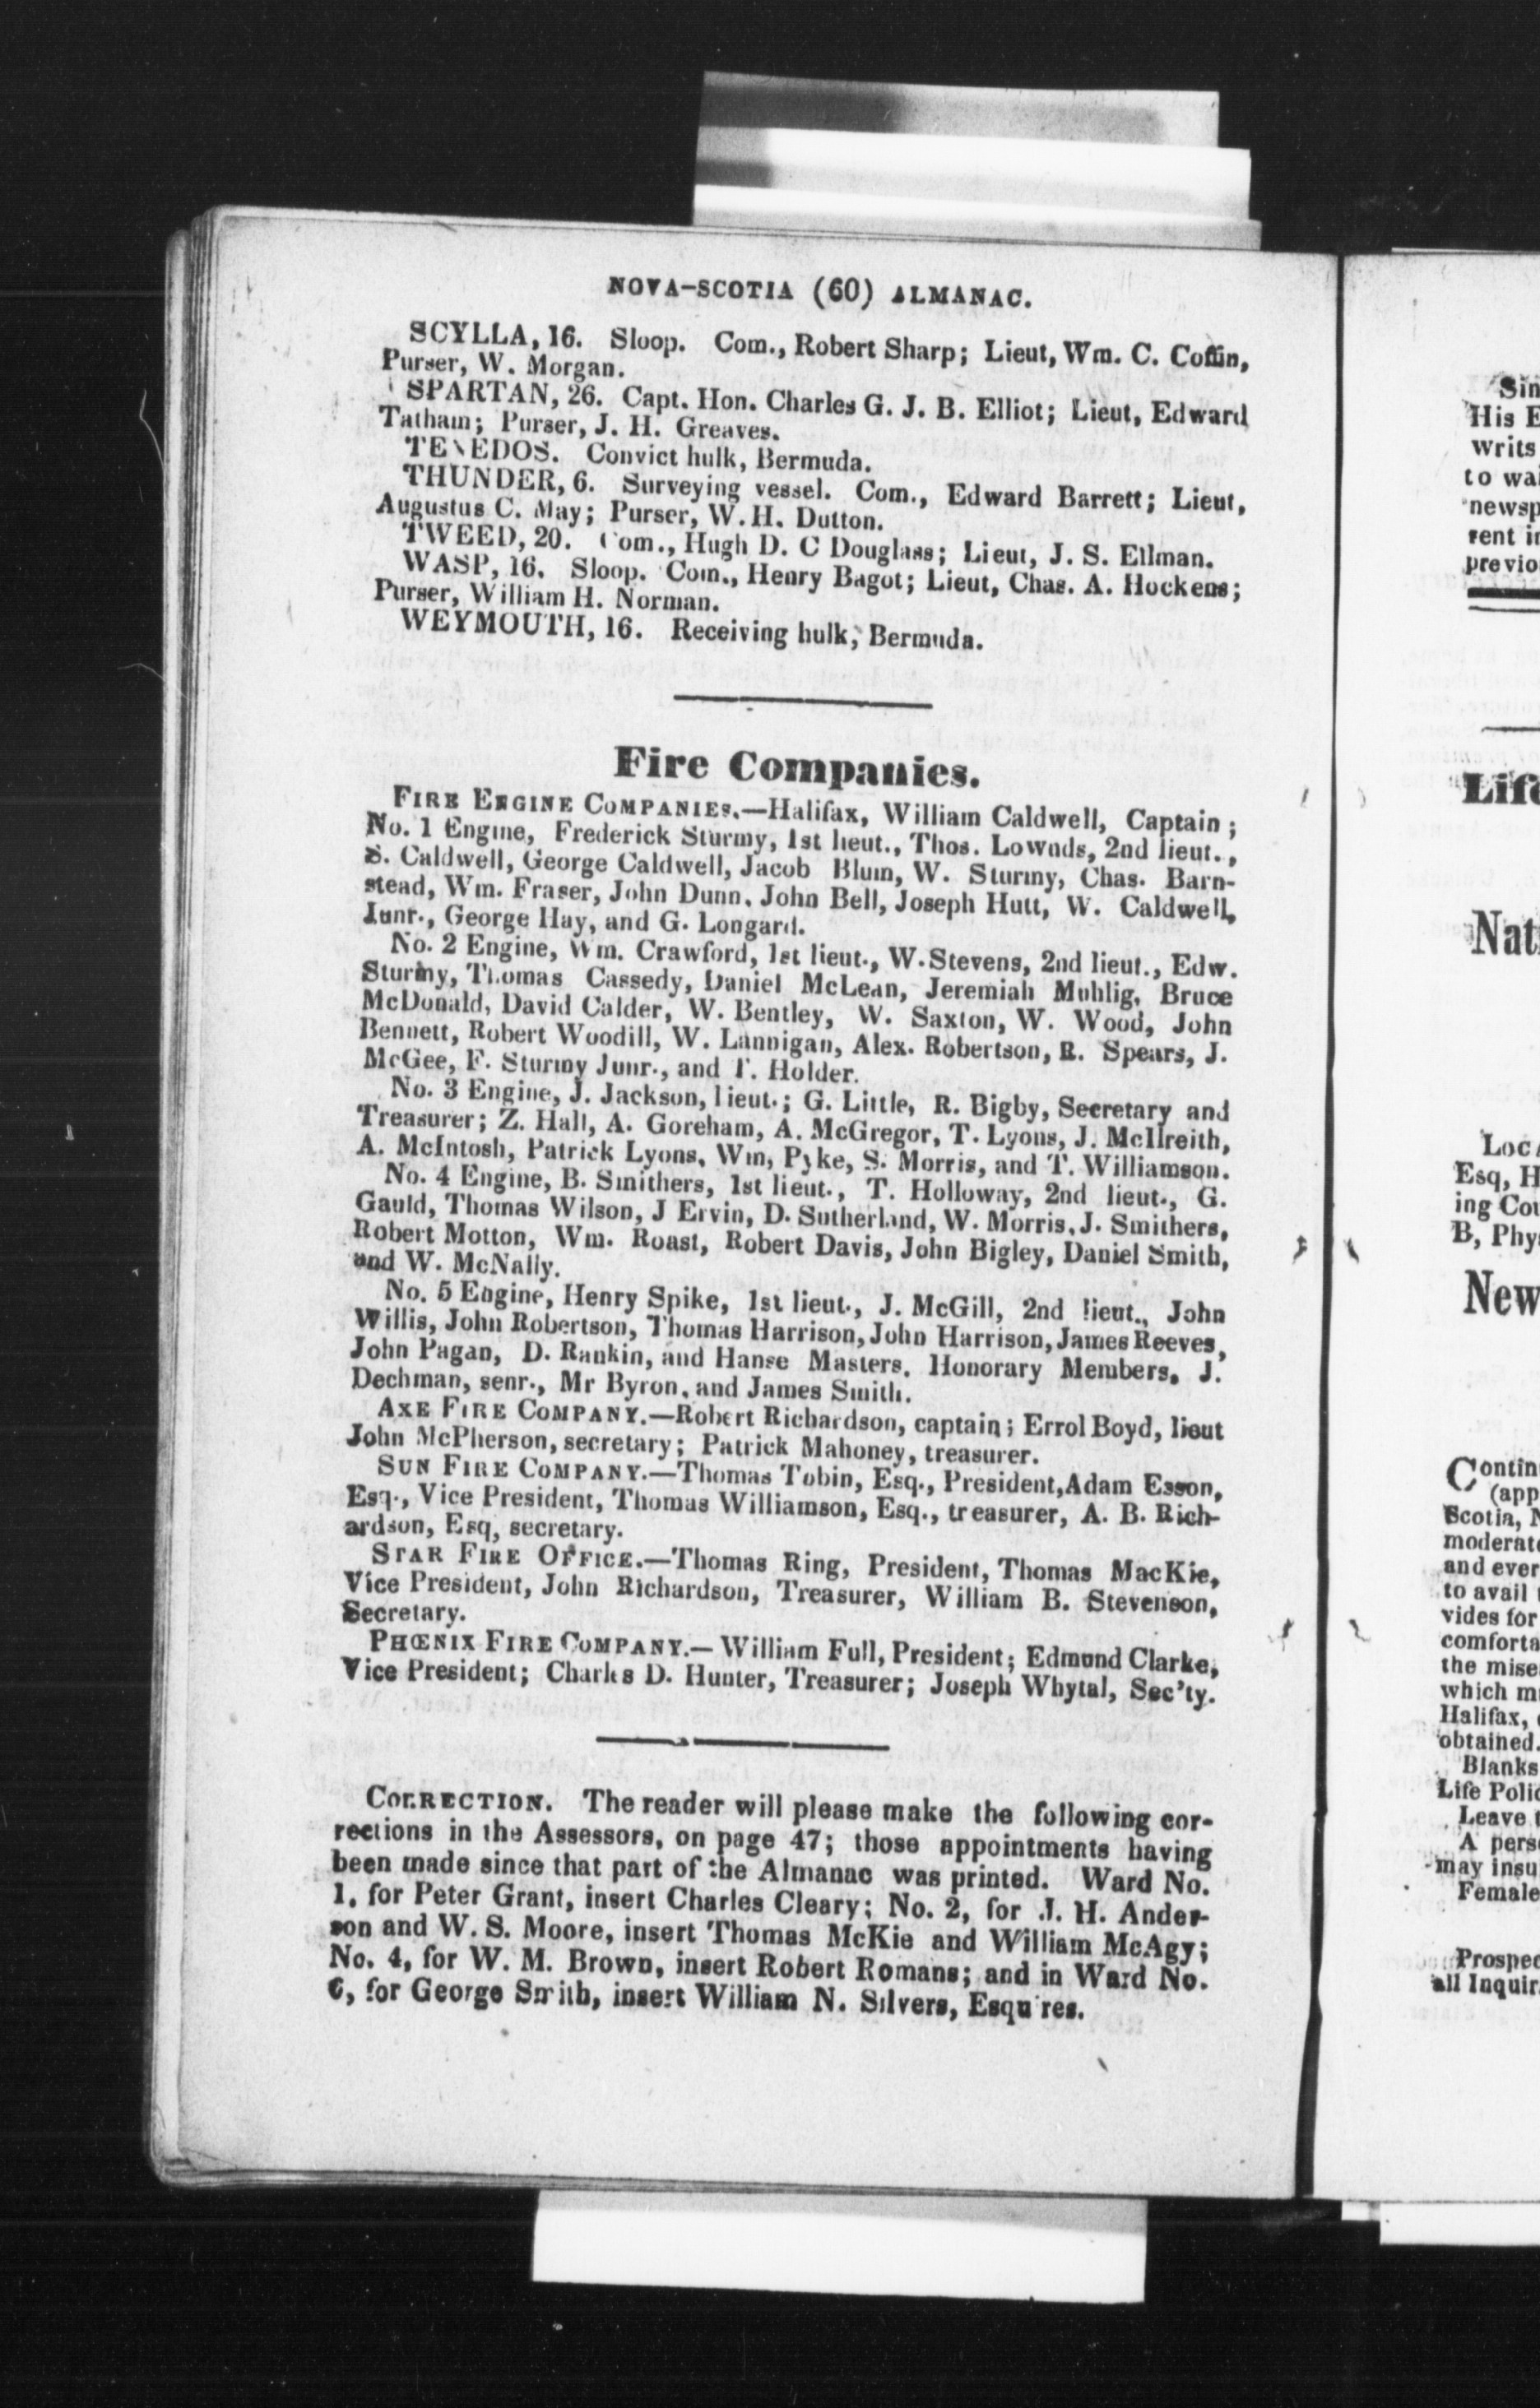 NOVA-SCOTIA (60) ALMANAC.
SCYLLA, 16. Sloop. Com., Robert Sharp; Lieut, Wm. C. Coffin,
Purser, W. Morgan.
SPARTAN, 26. Capt. Hon. Charles G. J. B. Elliot; Lieut, Edward
Tatham; Purser, J. H. Greaves.
TENEDOS. Convict hulk, Bermuda.
THUNDER, 6. Surveying vessel. Com., Edward Barrett; Lieut,
Augustus C. May; Purser, W. H. Dutton.
TWEED, 20. Com., Hugh D. C Douglass; Lieut, J. S. Ellman.
WASP, 16. Sloop. Com., Henry Bagot; Lieut, Chas. A. Hockens;
Purser, William H. Norman.
WEYMOUTH, 16. Receiving hulk, Bermuda.
Fire Companies.
FIRE ENGINE COMPANIES.—Halifax, William Caldwell, Captain;
No. 1 Engine, Frederick Sturmy, 1st lieut., Thos. Lownds, 2nd lieut.,
S. Caldwell, George Caldwell, Jacob Blum, W. Sturmy, Chas. Barn-
stead, Wm. Fraser, John Dunn, John Bell, Joseph Hutt, W. Caldwell,
Junr., George Hay, and G. Longard.
No. 2 Engine, Wm. Crawford, 1st lieut., W. Stevens, 2nd lieut., Edw.
Sturmy, Thomas Cassedy, Daniel McLean, Jeremiah Muhlig, Bruce
McDonald, David Calder, W. Bentley, W. Saxton, W. Wood, John
Bennett, Robert Woodill, W. Lannigan, Alex. Robertson, R. Spears, J.
McGee, F. Sturmy Junr., and T. Holder.
No. 3 Engine, J. Jackson, lieut.; G. Little, R. Bigby, Secretary and
Treasurer; Z. Hall, A. Goreham, A. McGregor, T. Lyons, J. McIlreith,
A. McIntosh, Patrick Lyons, Wm, Pyke, S. Morris, and T. Williamson.
No. 4 Engine, B. Smithers, 1st lieut., T. Holloway, 2nd lieut., G.
Gauld, Thomas Wilson, J Ervin, D. Sutherland, W. Morris, J. Smithers,
Robert Motton, Wm. Roast, Robert Davis, John Bigley, Daniel Smith,
and W. McNally.
No. 5 Engine, Henry Spike, 1st lieut., J. McGill, 2nd lieut., John
Willis, John Robertson, Thomas Harrison, John Harrison, James Reeves,
John Pagan, D. Rankin, and Hanse Masters. Honorary Members, J.
Dechman, senr., Mr Byron, and James Smith.
AXE FIRE COMPANY.—Robert Richardson, captain; Errol Boyd, lieut
John McPherson, secretary; Patrick Mahoney, treasurer.
SUN FIRE COMPANY.—Thomas Tobin, Esq., President, Adam Esson,
Esq., Vice President, Thomas Williamson, Esq., treasurer, A. B. Rich-
ardson, Esq, secretary.
STAR FIRE OFFICE.—Thomas Ring, President, Thomas MacKie,
Vice President, John Richardson, Treasurer, William B. Stevenson,
Secretary.
PHŒNIX FIRE COMPANY.—William Full, President; Edmund Clarke,
Vice President; Charles D. Hunter, Treasurer; Joseph Whytal, Sec'ty.
CORRECTION. The reader will please make the following cor-
rections in the Assessors, on page 47; those appointments having
been made since that part of the Almanac was printed. Ward No.
1, for Peter Grant, insert Charles Cleary; No. 2, for J. H. Ander-
son and W. S. Moore, insert Thomas McKie and William McAgy;
No. 4, for W. M. Brown, insert Robert Romans; and in Ward No.
6, for George Smith, insert William N. Silvers, Esquires.
Sin
His E
writs
to wai
newsp
rent in
previo
Life
Nat
Loc
Esq, H
ing Cou
B, Phy
New
Contin
(app
Scotia, N
moderate
and ever
to avail
vides for
comforta
the mise
which m
Halifax,
obtained.
Blanks
Life Polic
Leave
A pers
may insu
Female
Prospec
all Inquir